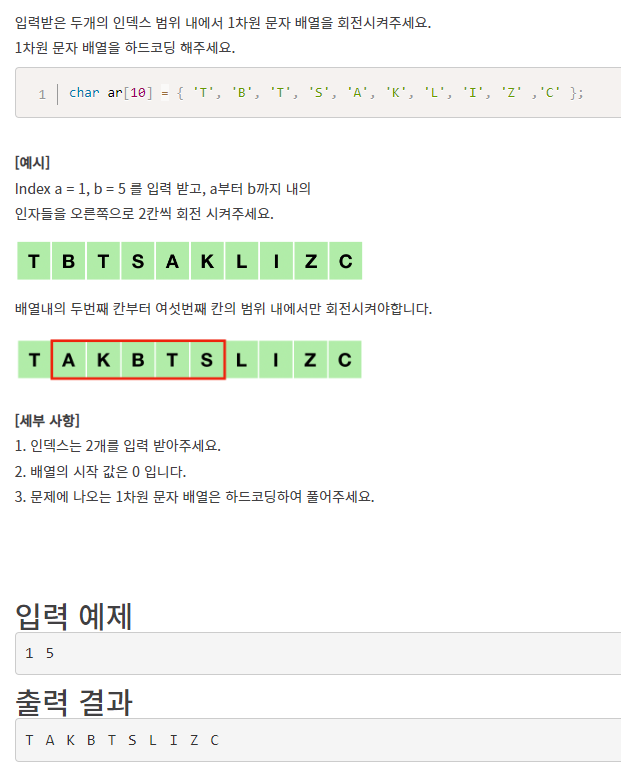 입력받은 두개의 인덱스 범위 내에서 1차원 문자 배열을 회전시켜주세요.
1차원 문자 배열을 하드코딩 해주세요.
1 char ar[10] = { 'T', 'B', 'T', 'S', 'A', 'K', 'L', 'I', 'Z' ,'C' };
[예시]
Index a = 1, b = 5 를 입력 받고, a부터 b까지 내의
인자들을 오른쪽으로 2칸씩 회전 시켜주세요.
T B T S A K L I Z C
배열내의 두번째 칸부터 여섯번째 칸의 범위 내에서만 회전시켜야합니다.
T A K B T S L I Z C
[세부 사항]
1. 인덱스는 2개를 입력 받아주세요.
2. 배열의 시작 값은 0 입니다.
3. 문제에 나오는 1차원 문자 배열은 하드코딩하여 풀어주세요.
입력 예제
1 5
출력 결과
T A K B T S L I Z C